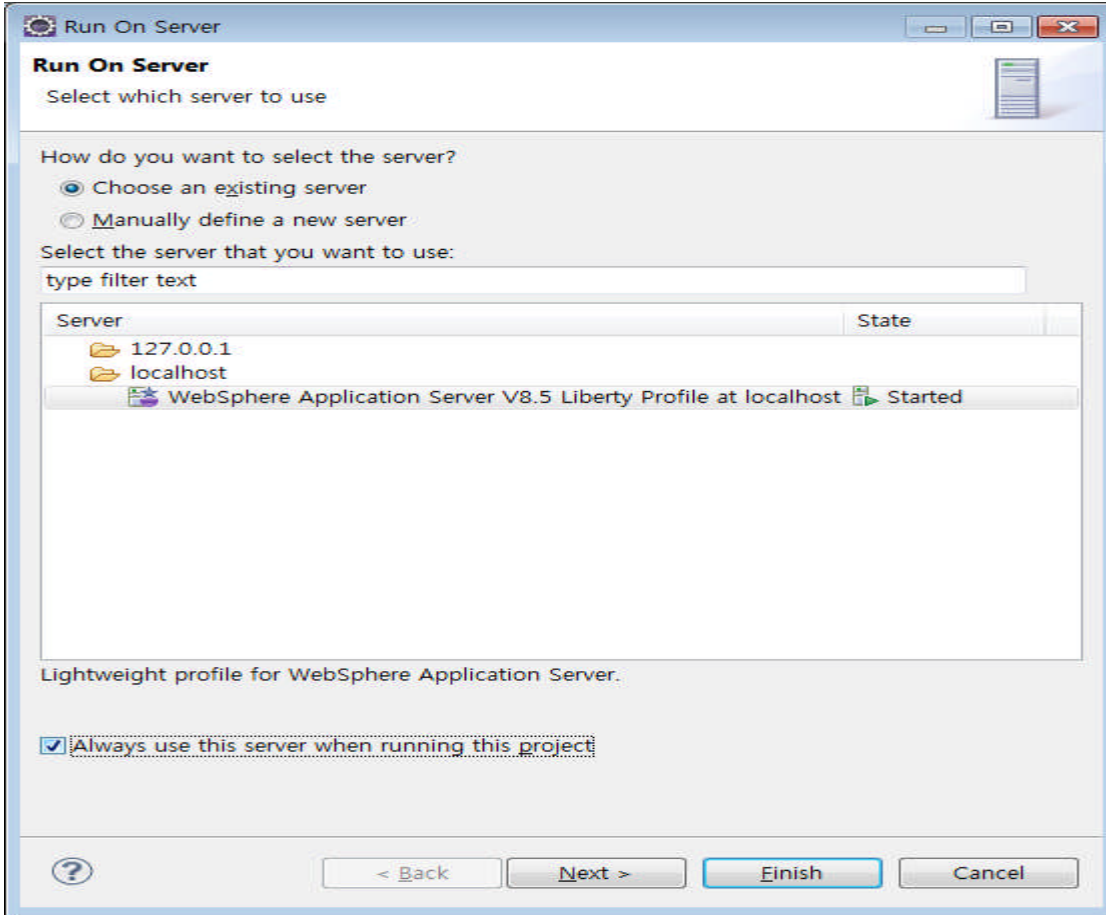 Run On Server
Run On Server
Select which server to use
How do you want to select the server?
Choose an existing server
Manually define a new server
Select the server that you want to use:
type filter text
Server State
127.0.0.1
localhost
WebSphere Application Server V8.5 Liberty Profile at localhost Started
Lightweight profile for WebSphere Application Server.
Always use this server when running this project
? < Back Next > Finish Cancel